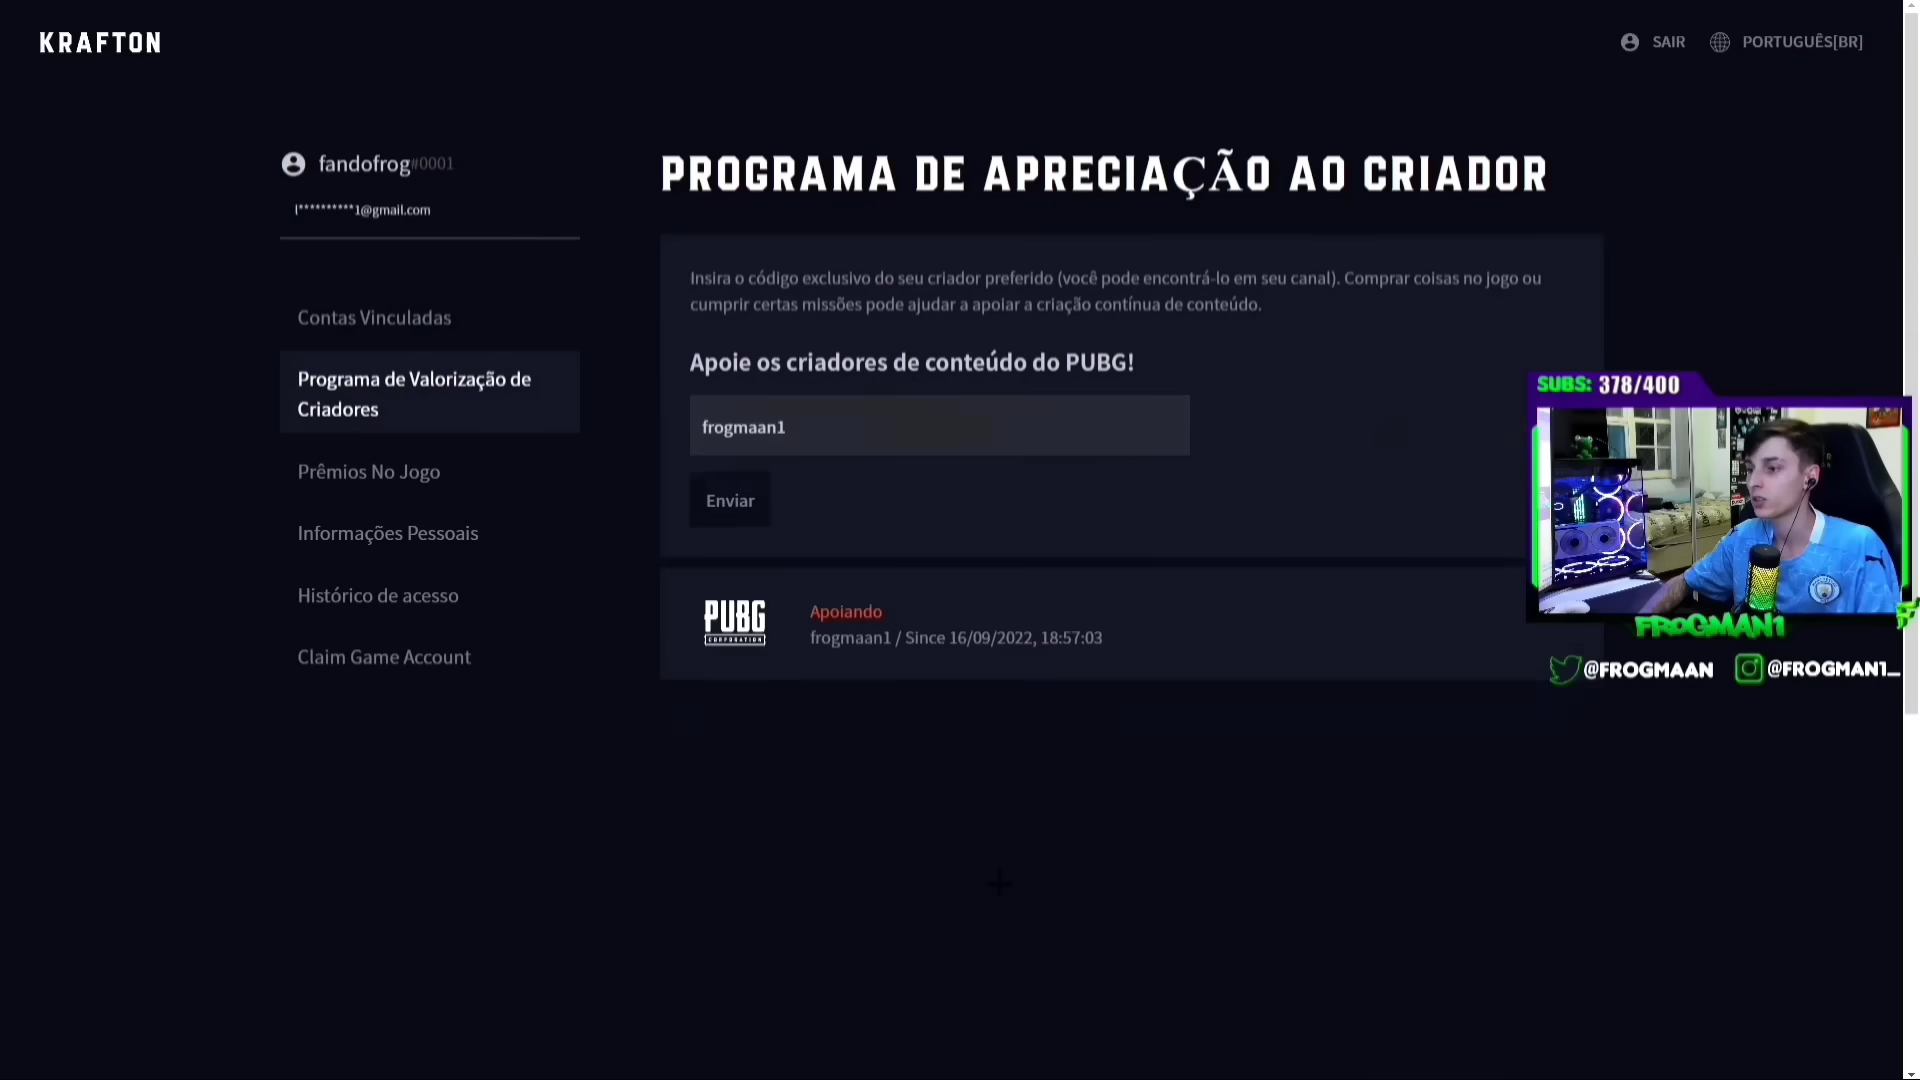 KRAFTON
SAIR
PORTUGUÊS[BR]
fandofrog#0001
l**********1@gmail.com
Contas Vinculadas
Programa de Valorização de
Criadores
Prêmios No Jogo
Informações Pessoais
Histórico de acesso
Claim Game Account
PROGRAMA DE APRECIAÇÃO AO CRIADOR
Insira o código exclusivo do seu criador preferido (você pode encontrá-lo em seu canal). Comprar coisas no jogo ou
cumprir certas missões pode ajudar a apoiar a criação contínua de conteúdo.
Apoie os criadores de conteúdo do PUBG!
frogmaan1
Enviar
PUBG
CORPORATION
Apoiando
frogmaan1 / Since 16/09/2022, 18:57:03
SUBS: 378/400
FROGMAN1
@FROGMAAN
@FROGMAN1_